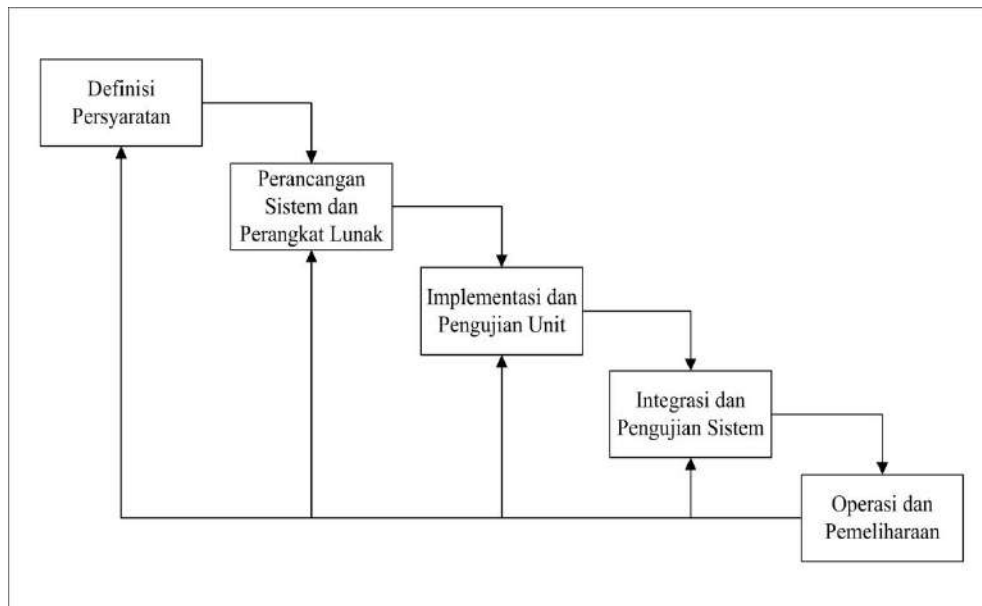 Definisi
Persyaratan
Perancangan
Sistem dan
Perangkat Lunak
Implementasi dan
Pengujian Unit
Integrasi dan
Pengujian Sistem
Operasi dan
Pemeliharaan